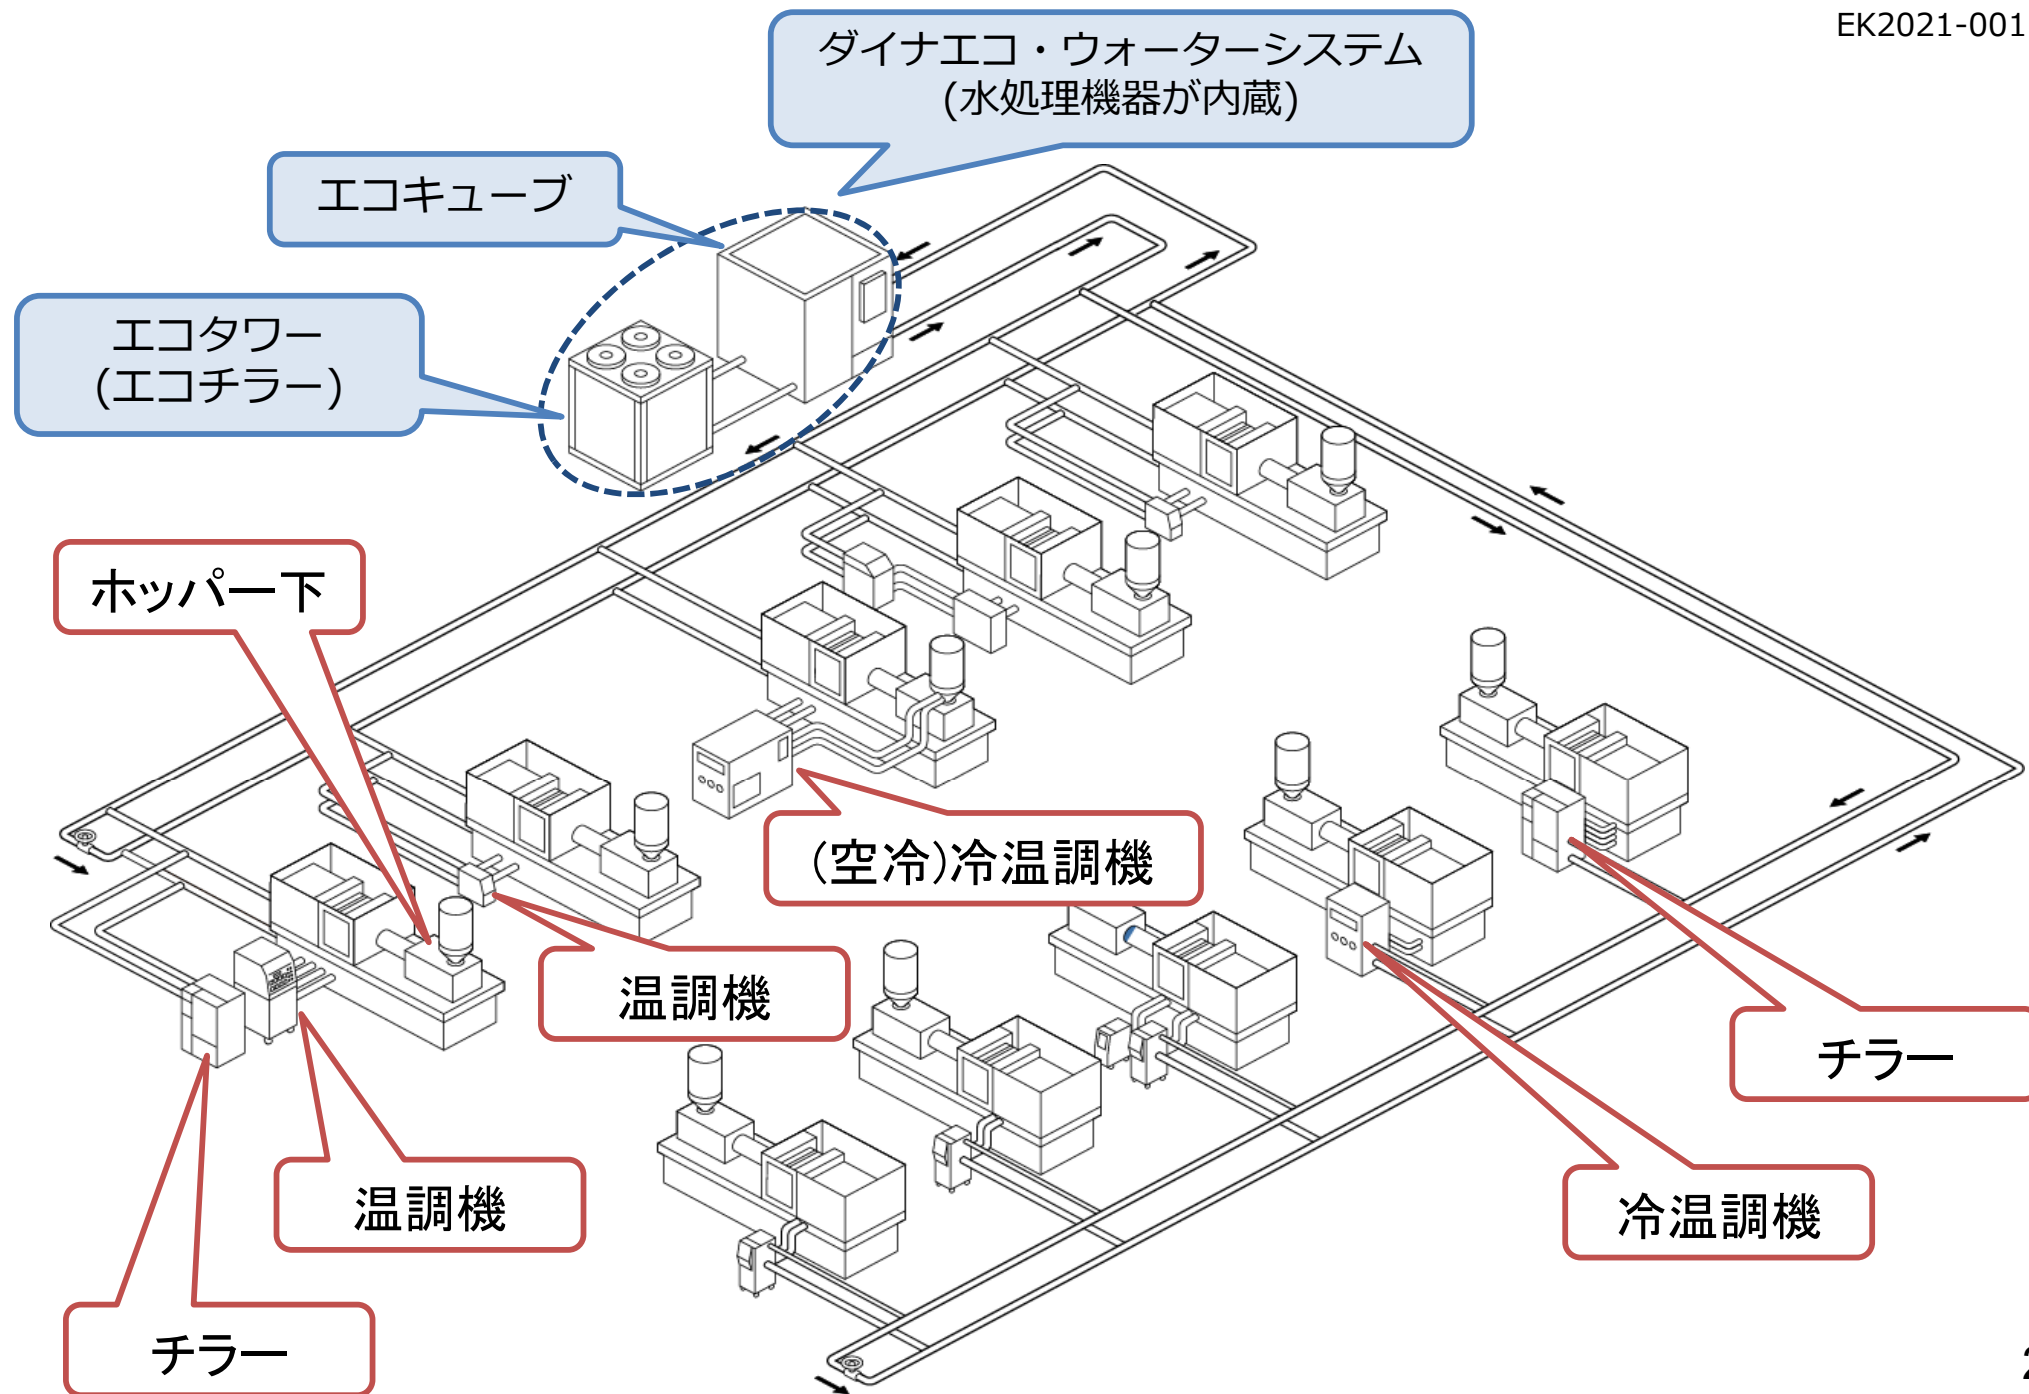 EK2021-001
ダイナエコ・ウォーターシステム
(水処理機器が内蔵)
エコキューブ
エコタワー
(エコチラー)
ホッパー下
(空冷)冷温調機
温調機
チラー
温調機
冷温調機
チラー